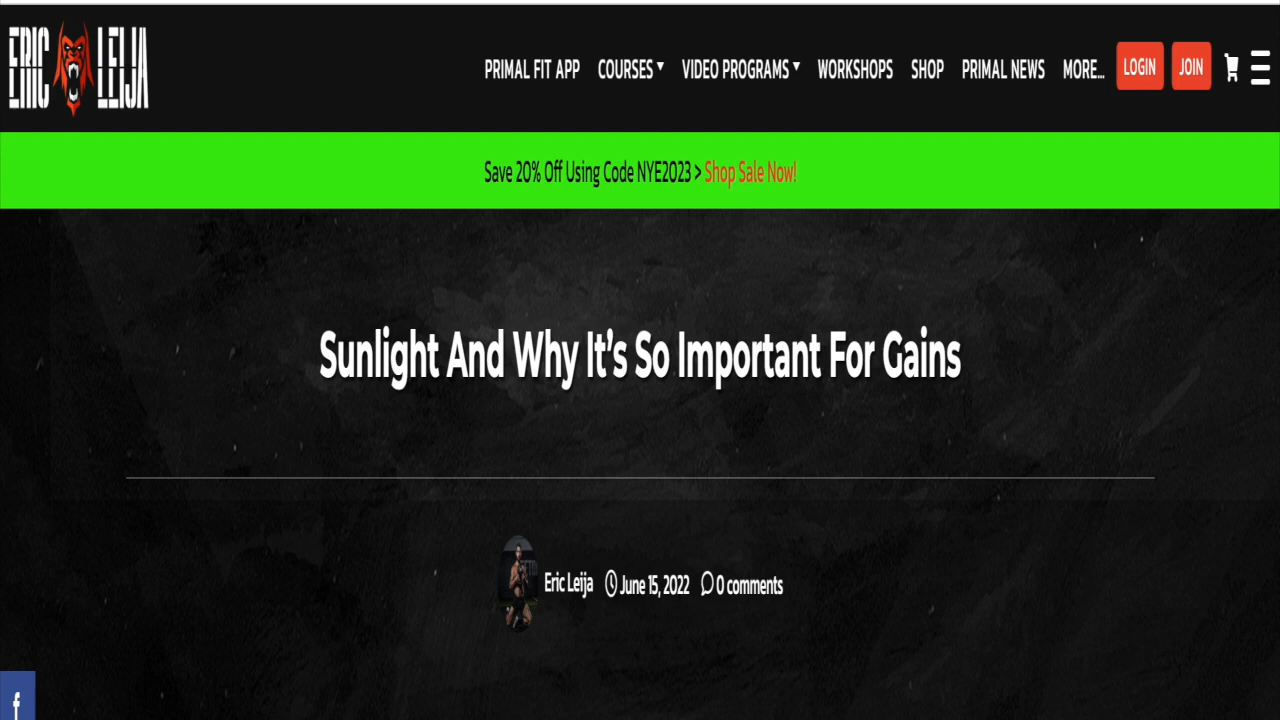 ERIC LEIJA
PRIMAL FIT APP COURSES VIDEO PROGRAMS WORKSHOPS SHOP PRIMAL NEWS MORE... LOGIN JOIN
Save 20% Off Using Code NYE2023 > Shop Sale Now!
Sunlight And Why It’s So Important For Gains
Eric Leija June 15, 2022 0 comments
f